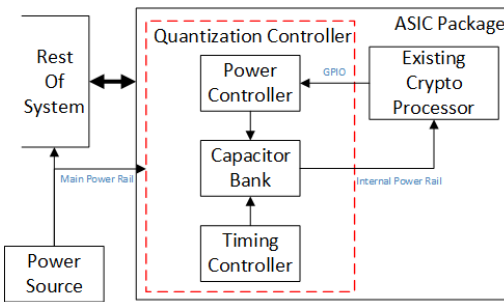 ASIC Package
Quantization Controller
Rest
Of
System
Power
Controller
GPIO
Existing
Crypto
Processor
Capacitor
Bank
Main Power Rail
Internal Power Rail
Timing
Controller
Power
Source